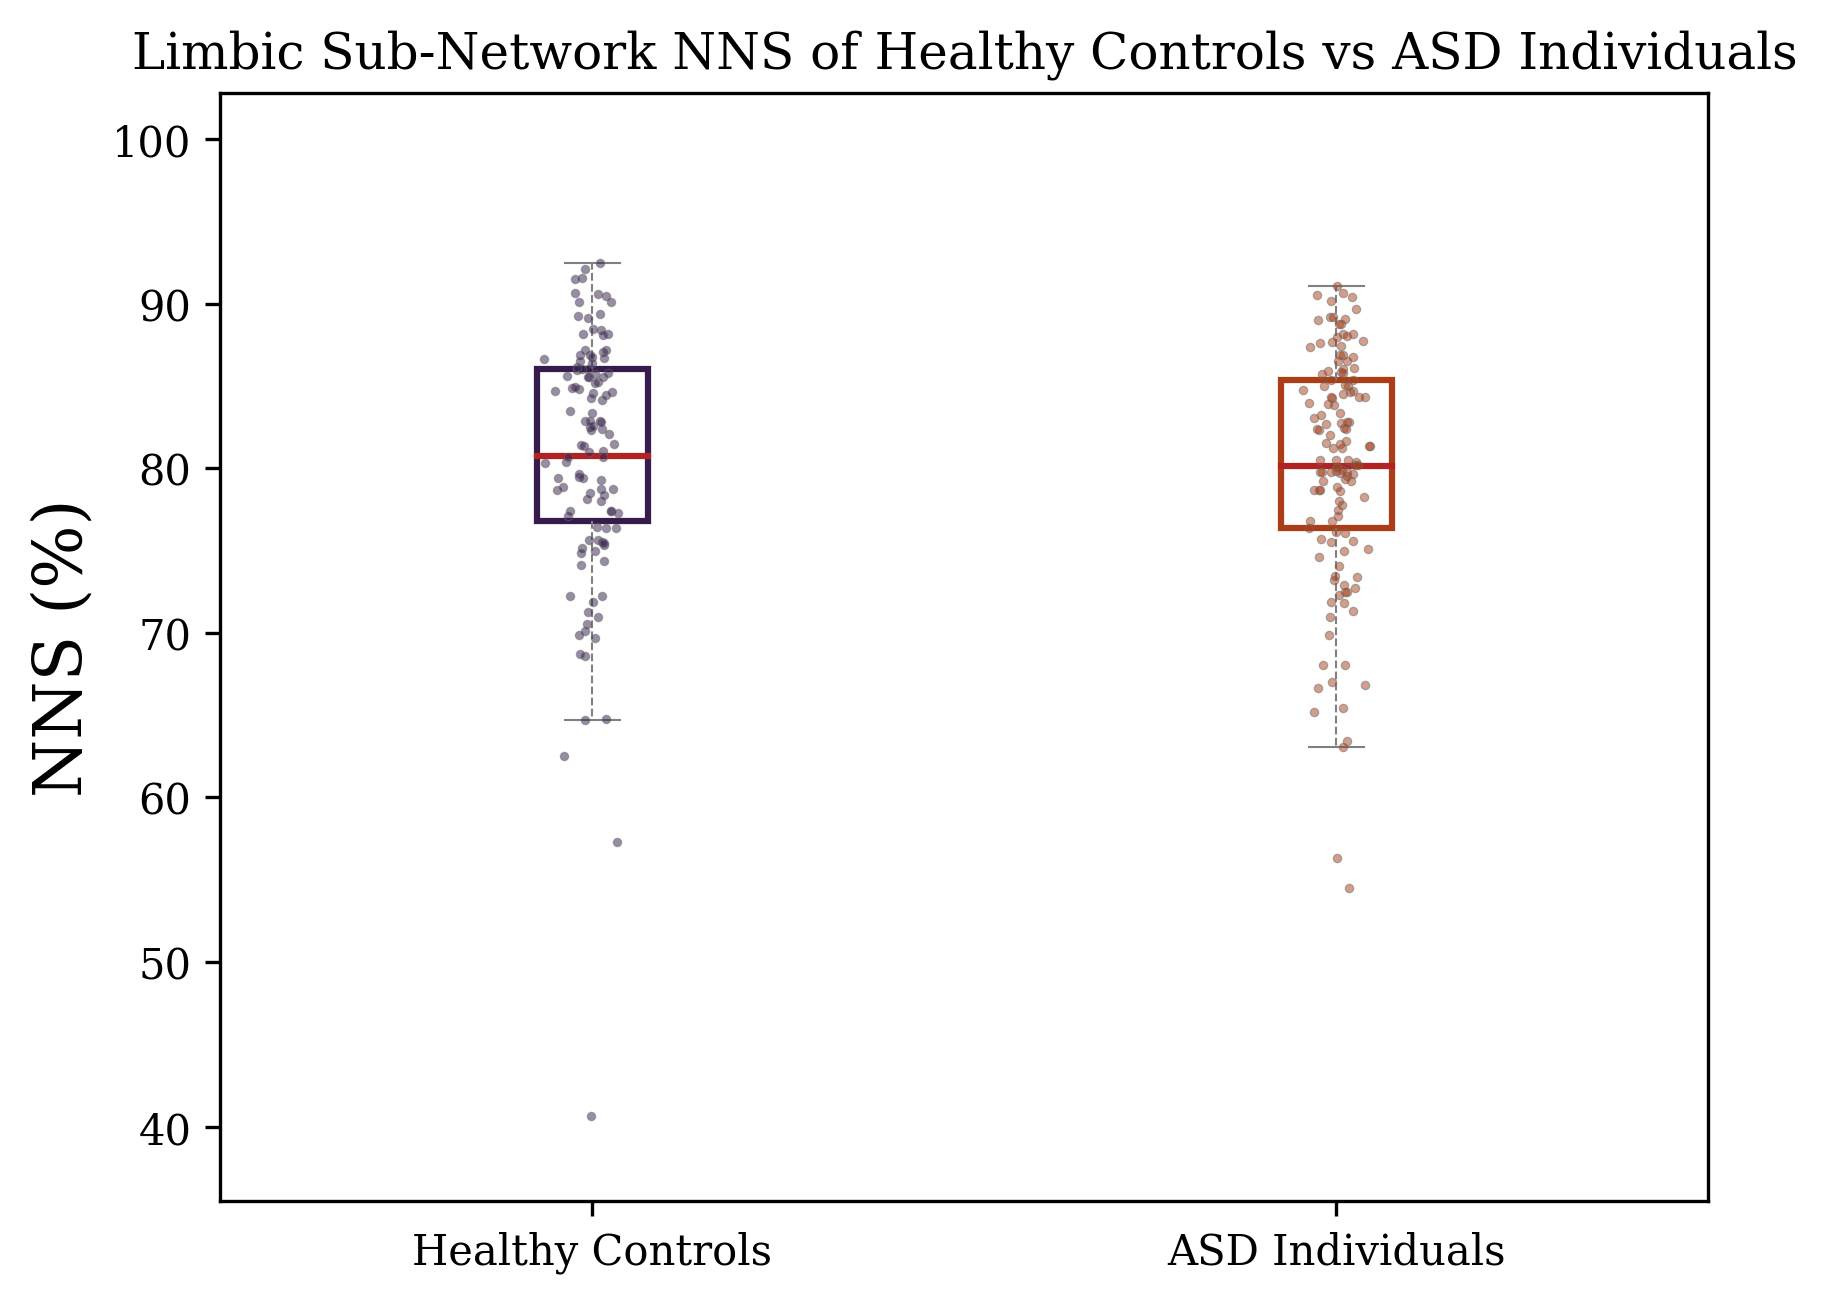 Limbic Sub-Network NNS of Healthy Controls vs ASD Individuals
NNS (%)
100
90
80
70
60
50
40
Healthy Controls
ASD Individuals